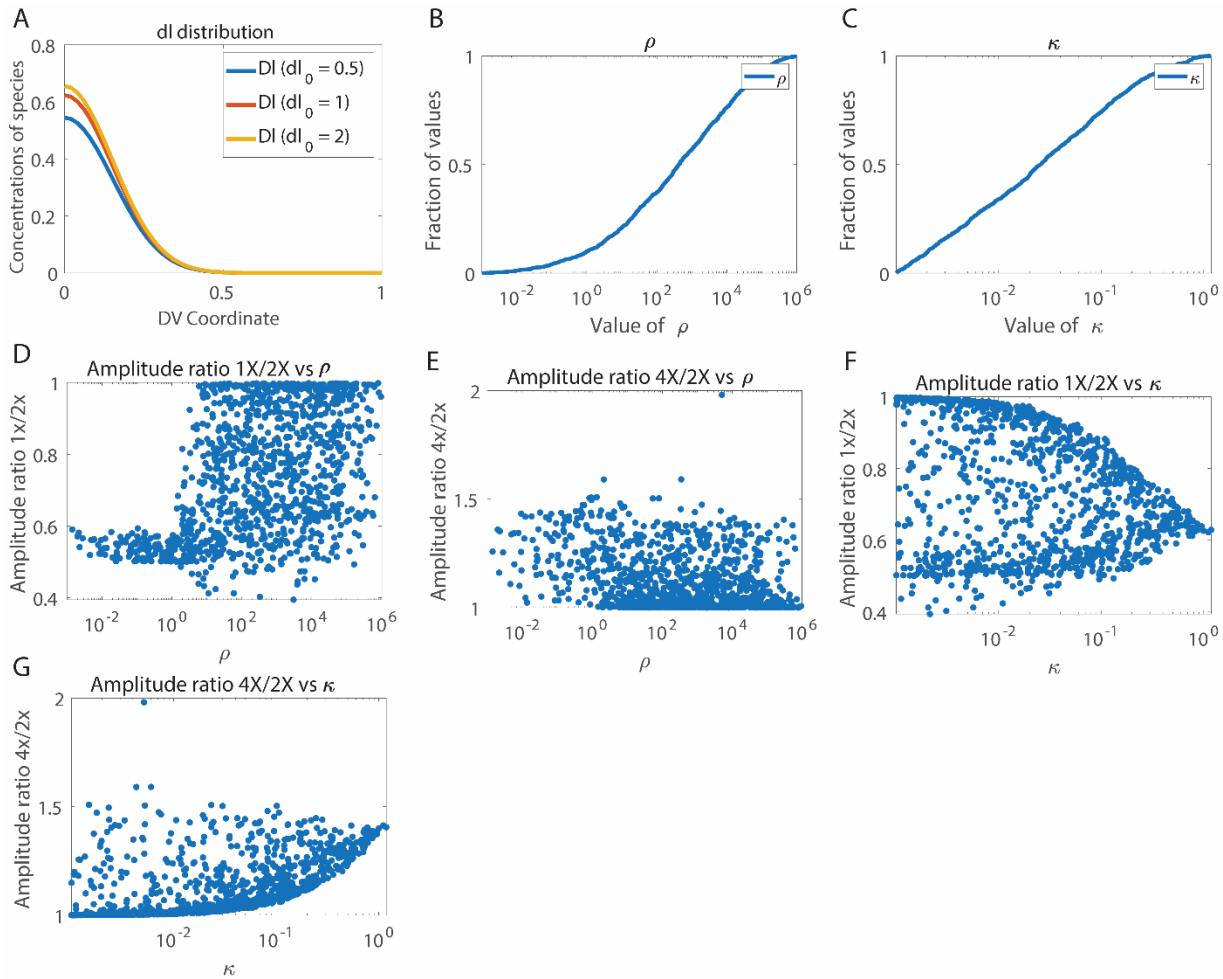 A
dl distribution
0.8
0.6
0.4
0.2
0
Concentrations of species
Dl (dl₀ = 0.5)
Dl (dl₀ = 1)
Dl (dl₀ = 2)
0 0.5 1
DV Coordinate
B
ρ
1
0.5
0
Fraction of values
ρ
10⁻² 10⁰ 10² 10⁴ 10⁶
Value of ρ
C
κ
1
0.5
0
Fraction of values
κ
10⁻² 10⁻¹ 10⁰
Value of κ
D
Amplitude ratio 1X/2X vs ρ
1
0.8
0.6
0.4
Amplitude ratio 1x/2x
10⁻² 10⁰ 10² 10⁴ 10⁶
ρ
E
Amplitude ratio 4X/2X vs ρ
2
1.5
1
Amplitude ratio 4x/2x
10⁻² 10⁰ 10² 10⁴ 10⁶
ρ
F
Amplitude ratio 1X/2X vs κ
1
0.8
0.6
0.4
Amplitude ratio 1x/2x
10⁻² 10⁻¹ 10⁰
κ
G
Amplitude ratio 4X/2X vs κ
2
1.5
1
Amplitude ratio 4x/2x
10⁻² 10⁻¹ 10⁰
κ